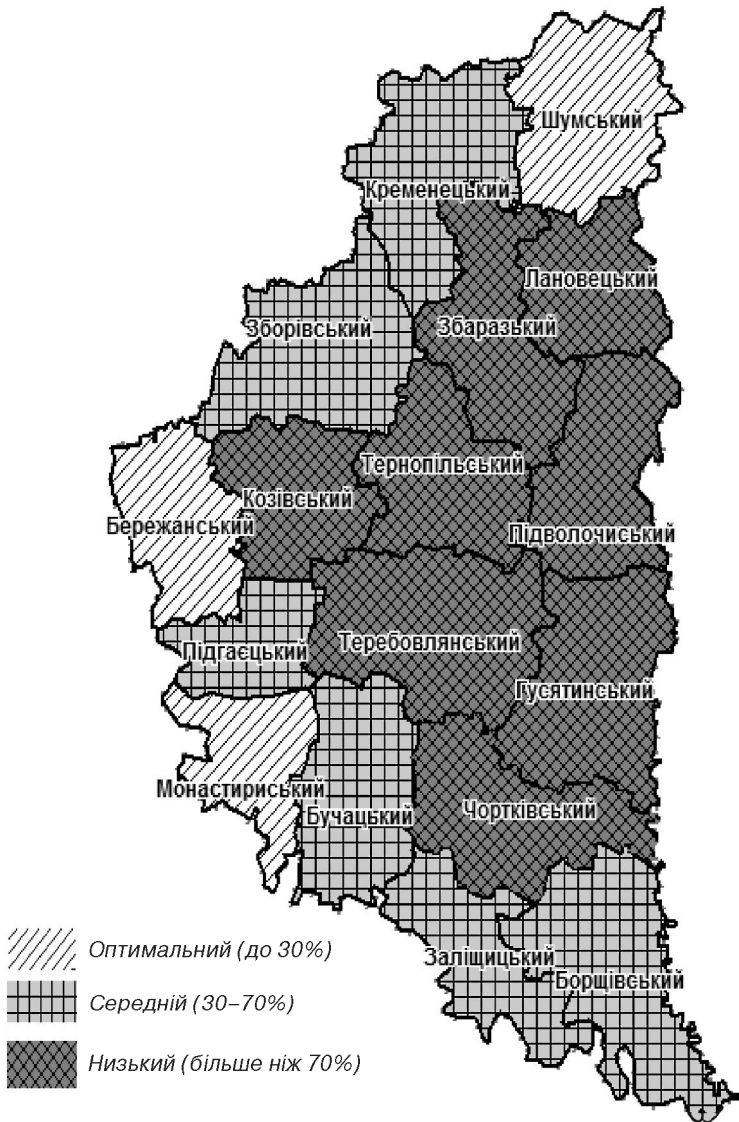 Шумський
Кременецький
Лановецький
Збаразький
Зборівський
Тернопільський
Козівський
Бережанський
Підволочиський
Теребовлянський
Підгаєцький
Гусятинський
Монастириський
Бучацький
Чортківський
Заліщицький
Борщівський
Оптимальний (до 30%)
Середній (30–70%)
Низький (більше ніж 70%)